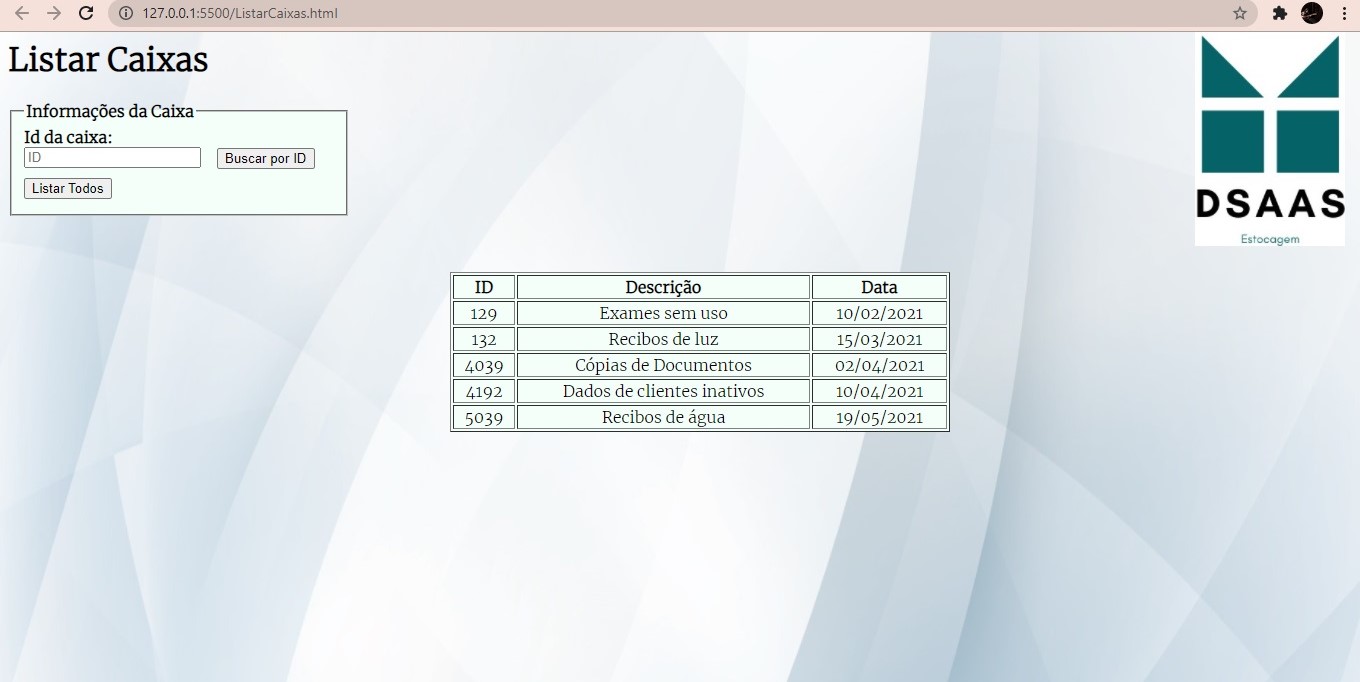 127.0.0.1:5500/ListarCaixas.html
Listar Caixas
Informações da Caixa
Id da caixa:
ID Buscar por ID
Listar Todos
DSAAS
Estocagem
ID Descrição Data
129 Exames sem uso 10/02/2021
132 Recibos de luz 15/03/2021
4039 Cópias de Documentos 02/04/2021
4192 Dados de clientes inativos 10/04/2021
5039 Recibos de água 19/05/2021